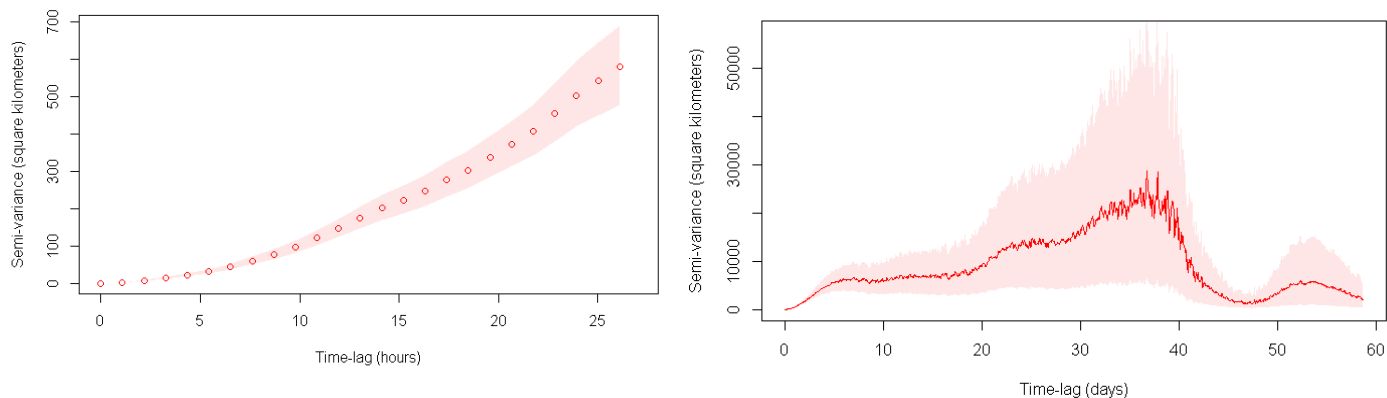 Semi-variance (square kilometers)
700
500
300
100
0
0 5 10 15 20 25
Time-lag (hours)
Semi-variance (square kilometers)
50000
30000
10000
0
0 10 20 30 40 50 60
Time-lag (days)